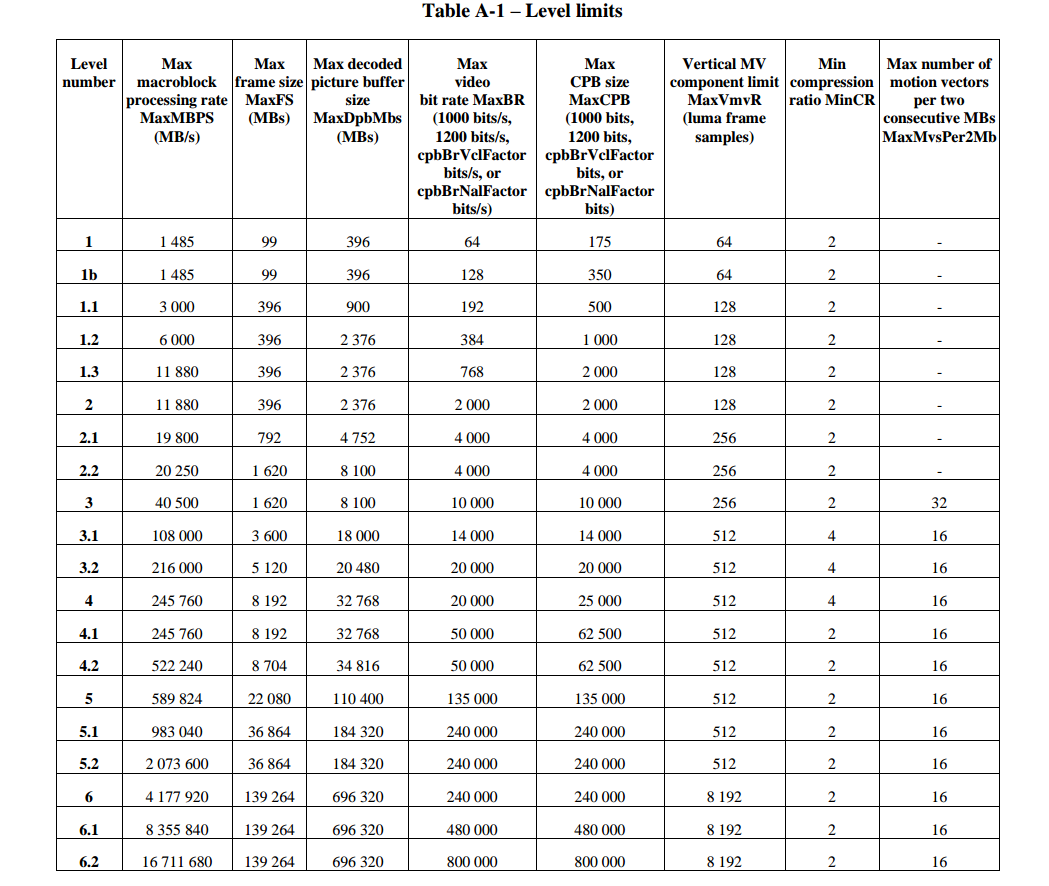 Table A-1 – Level limits
Level number | Max macroblock processing rate MaxMBPS (MB/s) | Max frame size MaxFS (MBs) | Max decoded picture buffer size MaxDpbMbs (MBs) | Max video bit rate MaxBR (1000 bits/s, 1200 bits/s, cpbBrVclFactor bits/s, or cpbBrNalFactor bits/s) | Max CPB size MaxCPB (1000 bits, 1200 bits, cpbBrVclFactor bits, or cpbBrNalFactor bits) | Vertical MV component limit MaxVmvR (luma frame samples) | Min compression ratio MinCR | Max number of motion vectors per two consecutive MBs MaxMvsPer2Mb
1 | 1 485 | 99 | 396 | 64 | 175 | 64 | 2 | -
1b | 1 485 | 99 | 396 | 128 | 350 | 64 | 2 | -
1.1 | 3 000 | 396 | 900 | 192 | 500 | 128 | 2 | -
1.2 | 6 000 | 396 | 2 376 | 384 | 1 000 | 128 | 2 | -
1.3 | 11 880 | 396 | 2 376 | 768 | 2 000 | 128 | 2 | -
2 | 11 880 | 396 | 2 376 | 2 000 | 2 000 | 128 | 2 | -
2.1 | 19 800 | 792 | 4 752 | 4 000 | 4 000 | 256 | 2 | -
2.2 | 20 250 | 1 620 | 8 100 | 4 000 | 4 000 | 256 | 2 | -
3 | 40 500 | 1 620 | 8 100 | 10 000 | 10 000 | 256 | 2 | 32
3.1 | 108 000 | 3 600 | 18 000 | 14 000 | 14 000 | 512 | 4 | 16
3.2 | 216 000 | 5 120 | 20 480 | 20 000 | 20 000 | 512 | 4 | 16
4 | 245 760 | 8 192 | 32 768 | 20 000 | 25 000 | 512 | 4 | 16
4.1 | 245 760 | 8 192 | 32 768 | 50 000 | 62 500 | 512 | 2 | 16
4.2 | 522 240 | 8 704 | 34 816 | 50 000 | 62 500 | 512 | 2 | 16
5 | 589 824 | 22 080 | 110 400 | 135 000 | 135 000 | 512 | 2 | 16
5.1 | 983 040 | 36 864 | 184 320 | 240 000 | 240 000 | 512 | 2 | 16
5.2 | 2 073 600 | 36 864 | 184 320 | 240 000 | 240 000 | 512 | 2 | 16
6 | 4 177 920 | 139 264 | 696 320 | 240 000 | 240 000 | 8 192 | 2 | 16
6.1 | 8 355 840 | 139 264 | 696 320 | 480 000 | 480 000 | 8 192 | 2 | 16
6.2 | 16 711 680 | 139 264 | 696 320 | 800 000 | 800 000 | 8 192 | 2 | 16